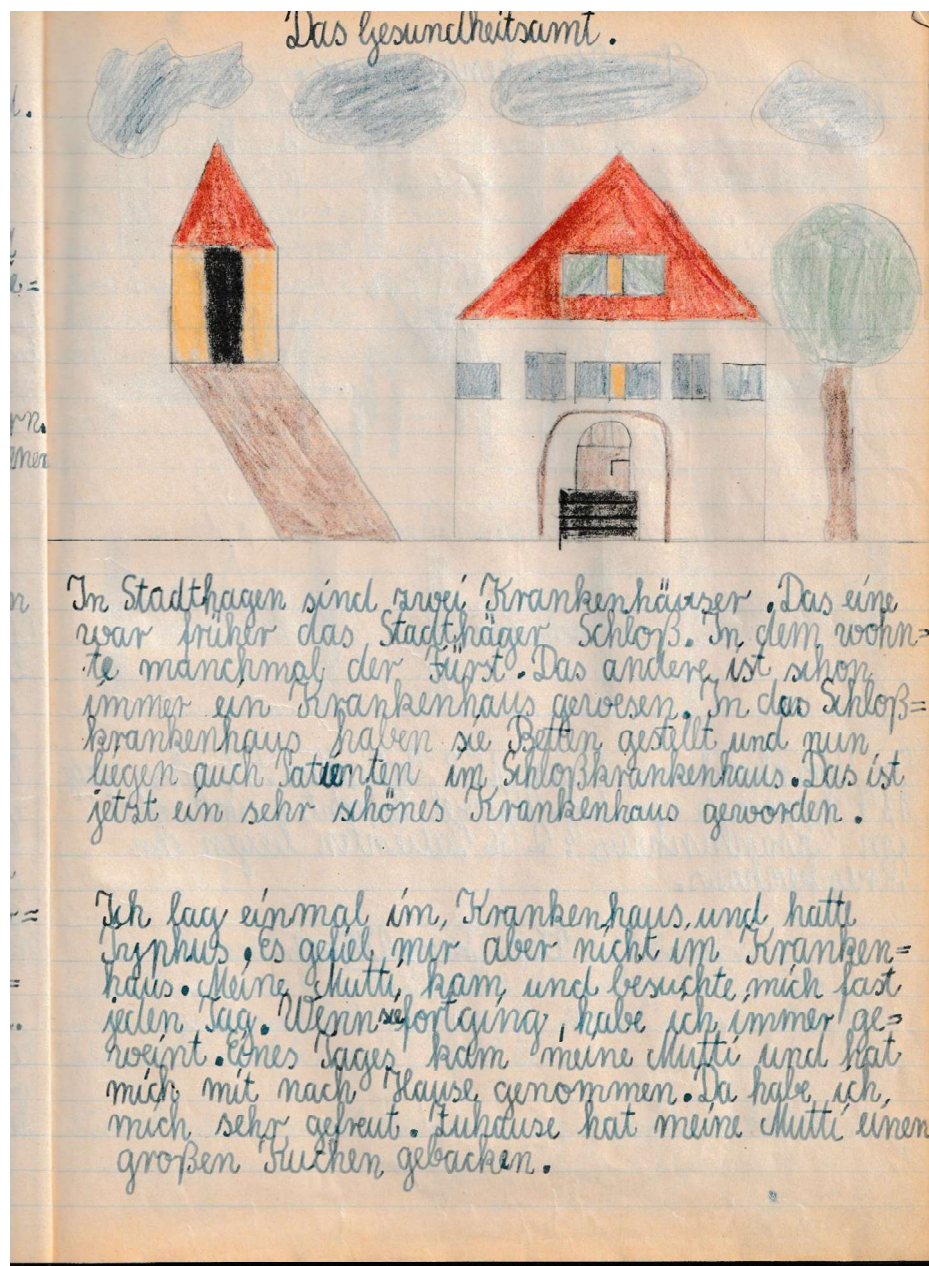 Das Gesundheitsamt.
In Stadthagen sind zwei Krankenhäuser. Das eine
war früher das Stadthäger Schloß. In dem wohn=
te manchmal der Fürst. Das andere ist schon
immer ein Krankenhaus gewesen. In das Schloß=
krankenhaus haben sie Betten gestellt und nun
liegen auch Patienten im Schloßkrankenhaus. Das ist
jetzt ein sehr schönes Krankenhaus geworden.
Ich lag einmal im Krankenhaus und hatte
Typhus. Es gefiel mir aber nicht im Kranken=
haus. Meine Mutti kam und besuchte mich fast
jeden Tag. Wenn sie fortging, habe ich immer ge=
weint. Eines Tages kam meine Mutti und hat
mich mit nach Hause genommen. Da habe ich
mich sehr gefreut. Zuhause hat meine Mutti einen
großen Kuchen gebacken.